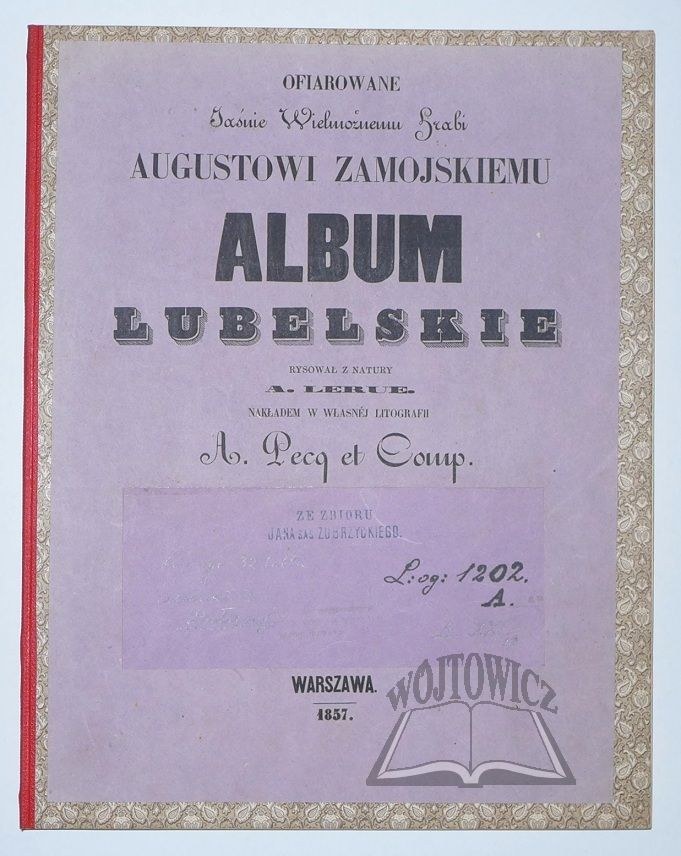 OFIAROWANE
Jaśnie Wielmożnemu Hrabi
AUGUSTOWI ZAMOJSKIEMU
ALBUM
LUBELSKIE
RYSOWAŁ Z NATURY
A. LERUE.
NAKŁADEM W WŁASNÉJ LITOGRAFII
A. Pecq et Comp.
ZE ZBIORU
JANA SAS ZUBRZYCKIEGO.
L:og: 1202.
A.
WARSZAWA.
1857.
WÓJTOWICZ